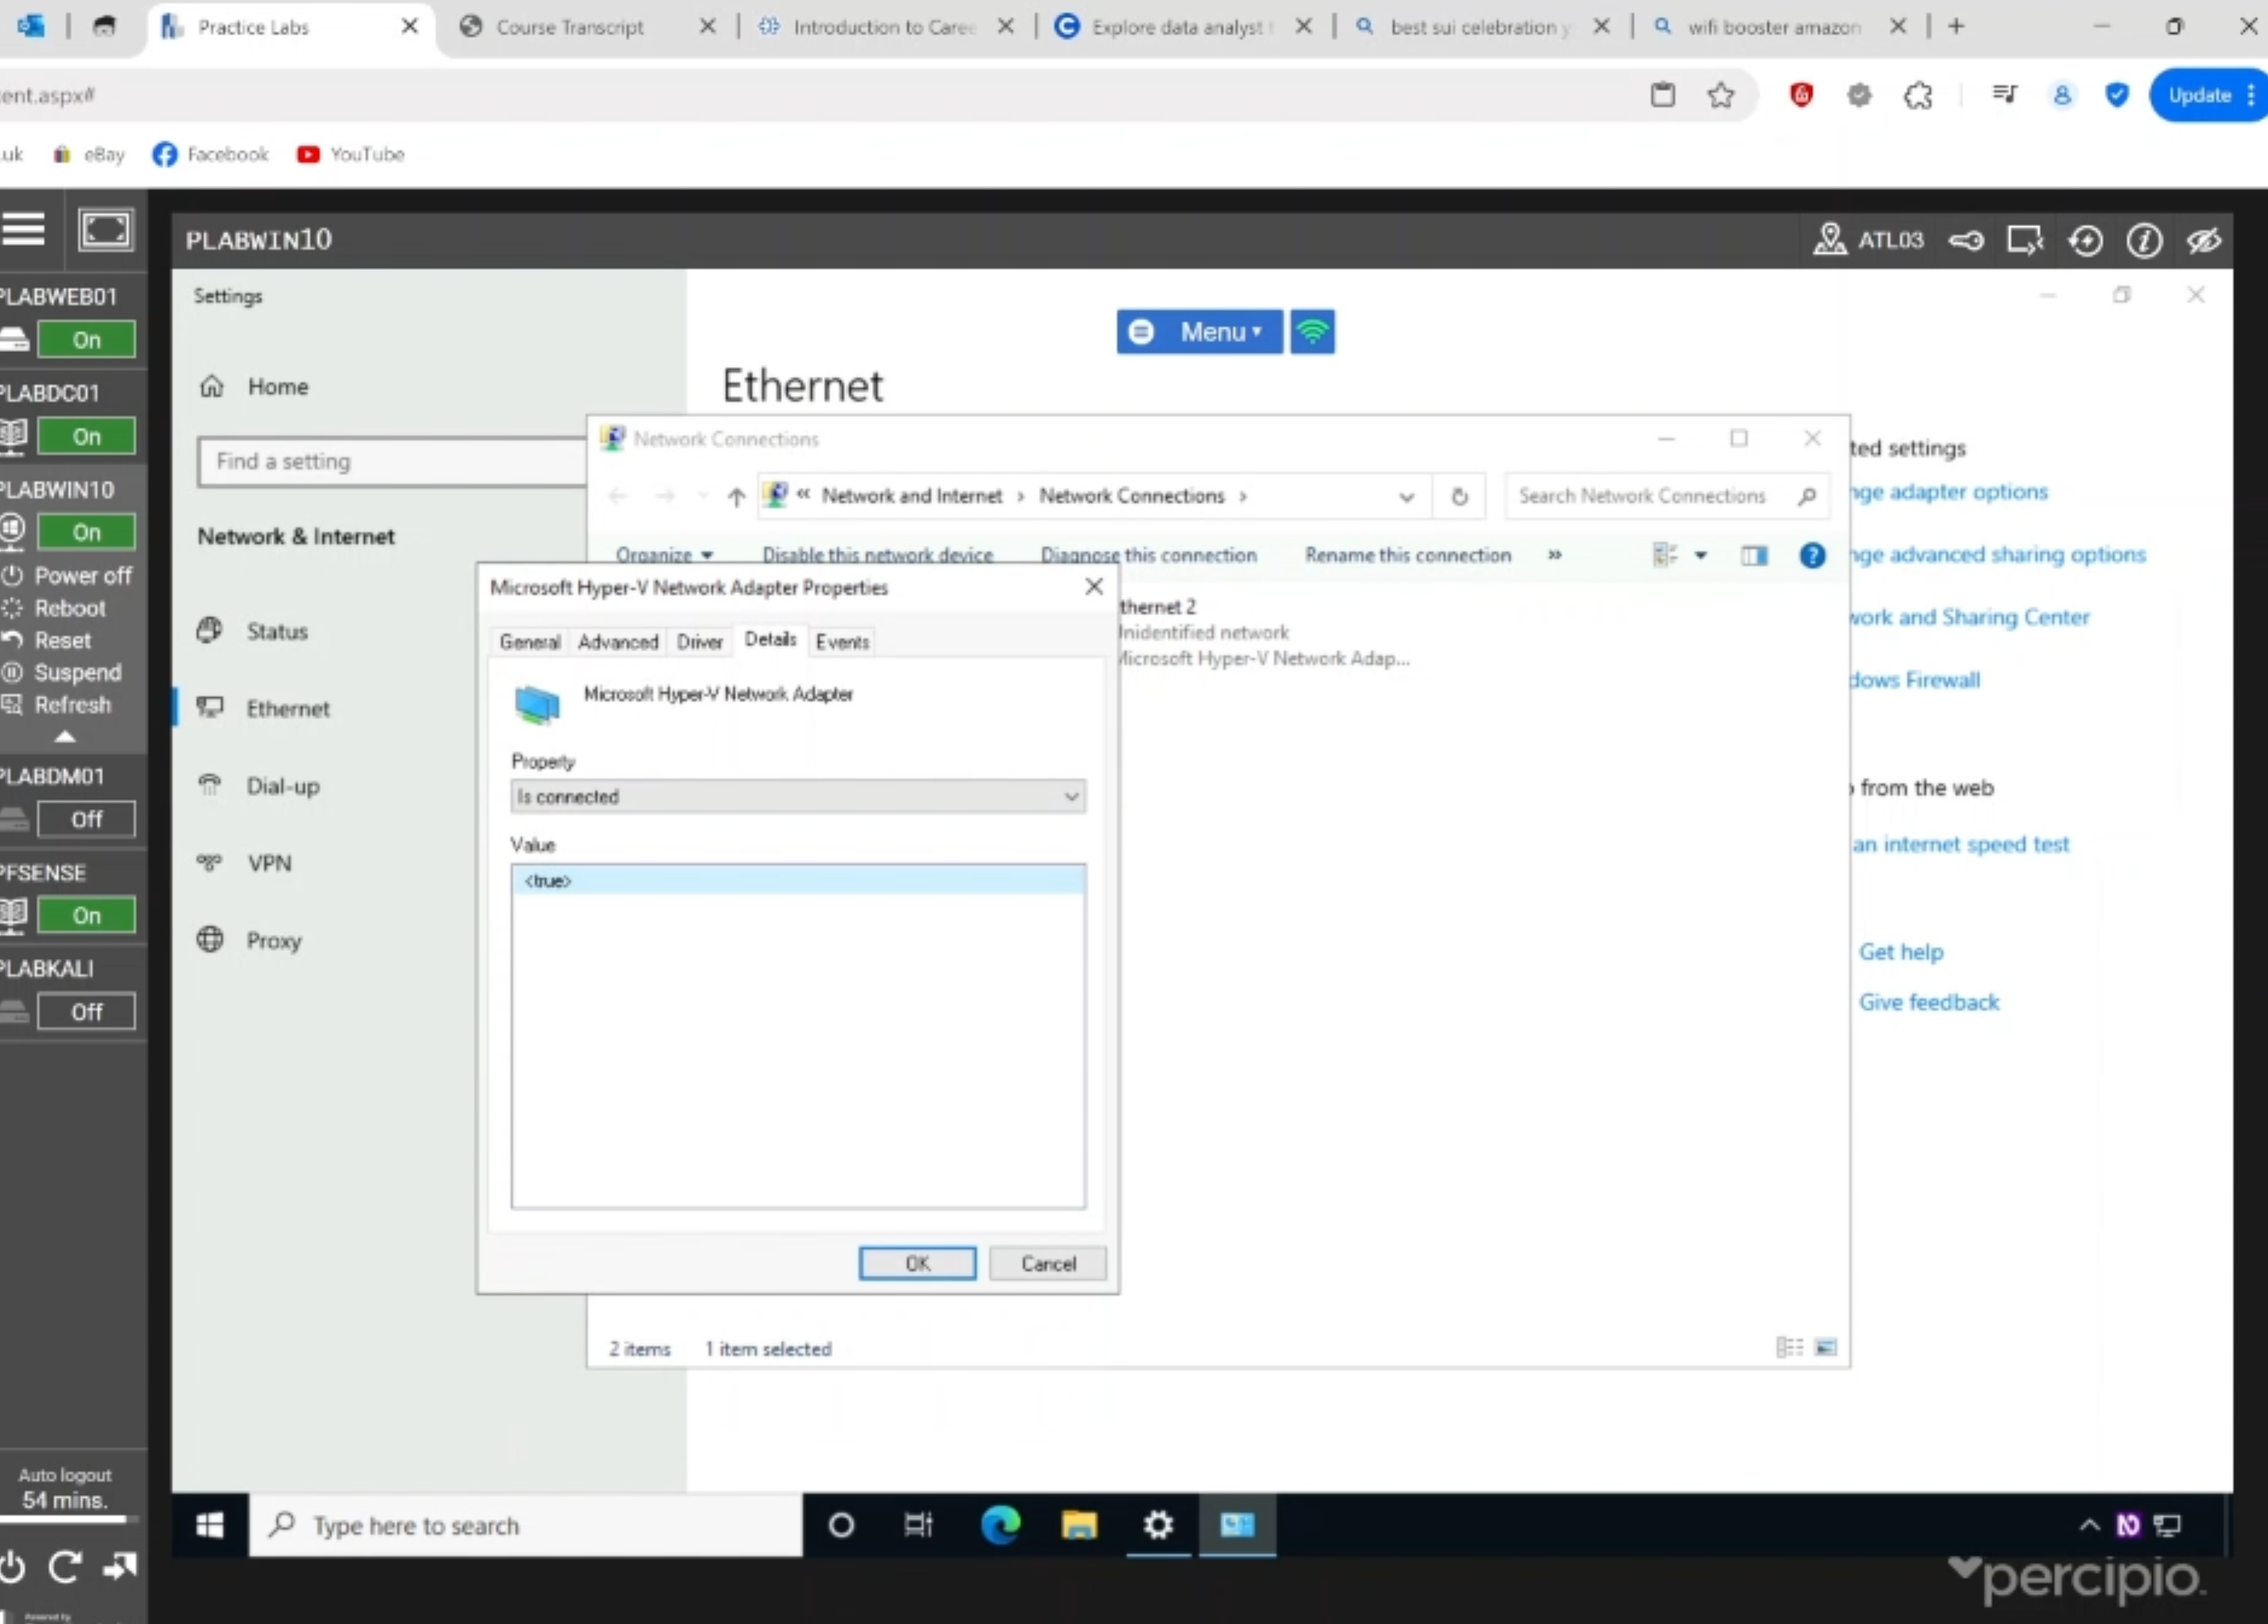 Practice Labs
Course Transcript
Introduction to Caree
Explore data analyst t
best sui celebration y
wifi booster amazon
ent.aspx#
Update
.uk
eBay
Facebook
YouTube
PLABWIN10
ATL03
PLABWEB01
On
PLABDC01
On
PLABWIN10
On
Power off
Reboot
Reset
Suspend
Refresh
PLABDM01
Off
PFSENSE
On
PLABKALI
Off
Auto logout
54 mins.
Powered by
Settings
Home
Find a setting
Network & Internet
Status
Ethernet
Dial-up
VPN
Proxy
Menu
Ethernet
Network Connections
« Network and Internet > Network Connections >
Search Network Connections
Organize
Disable this network device
Diagnose this connection
Rename this connection
»
thernet 2
Unidentified network
Microsoft Hyper-V Network Adap...
Microsoft Hyper-V Network Adapter Properties
General
Advanced
Driver
Details
Events
Microsoft Hyper-V Network Adapter
Property
Is connected
Value
<true>
OK
Cancel
2 items
1 item selected
ted settings
nge adapter options
nge advanced sharing options
work and Sharing Center
dows Firewall
from the web
an internet speed test
Get help
Give feedback
Type here to search
percipio.